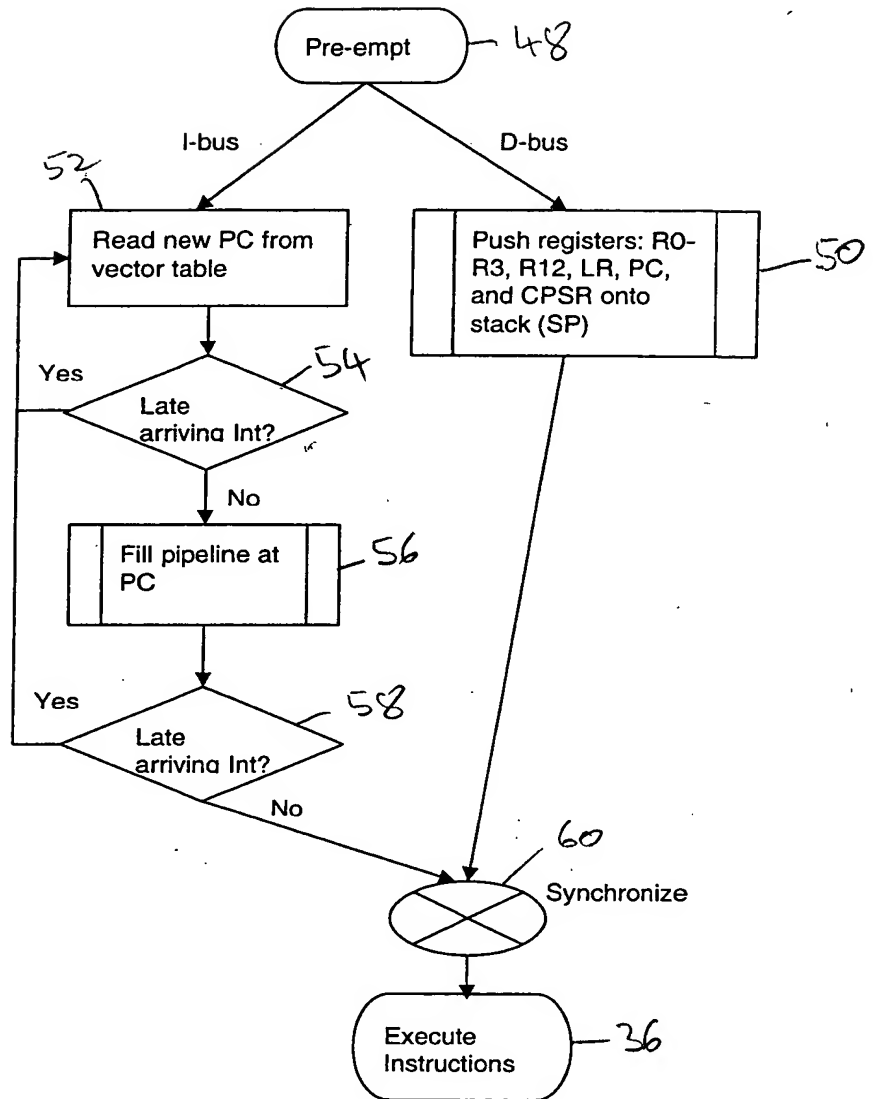 Pre-empt
48
I-bus
D-bus
52
Read new PC from
vector table
Push registers: R0-
R3, R12, LR, PC,
and CPSR onto
stack (SP)
50
Yes
54
Late
arriving Int?
No
Fill pipeline at
PC
56
Yes
58
Late
arriving Int?
No
60
Synchronize
Execute
Instructions
36